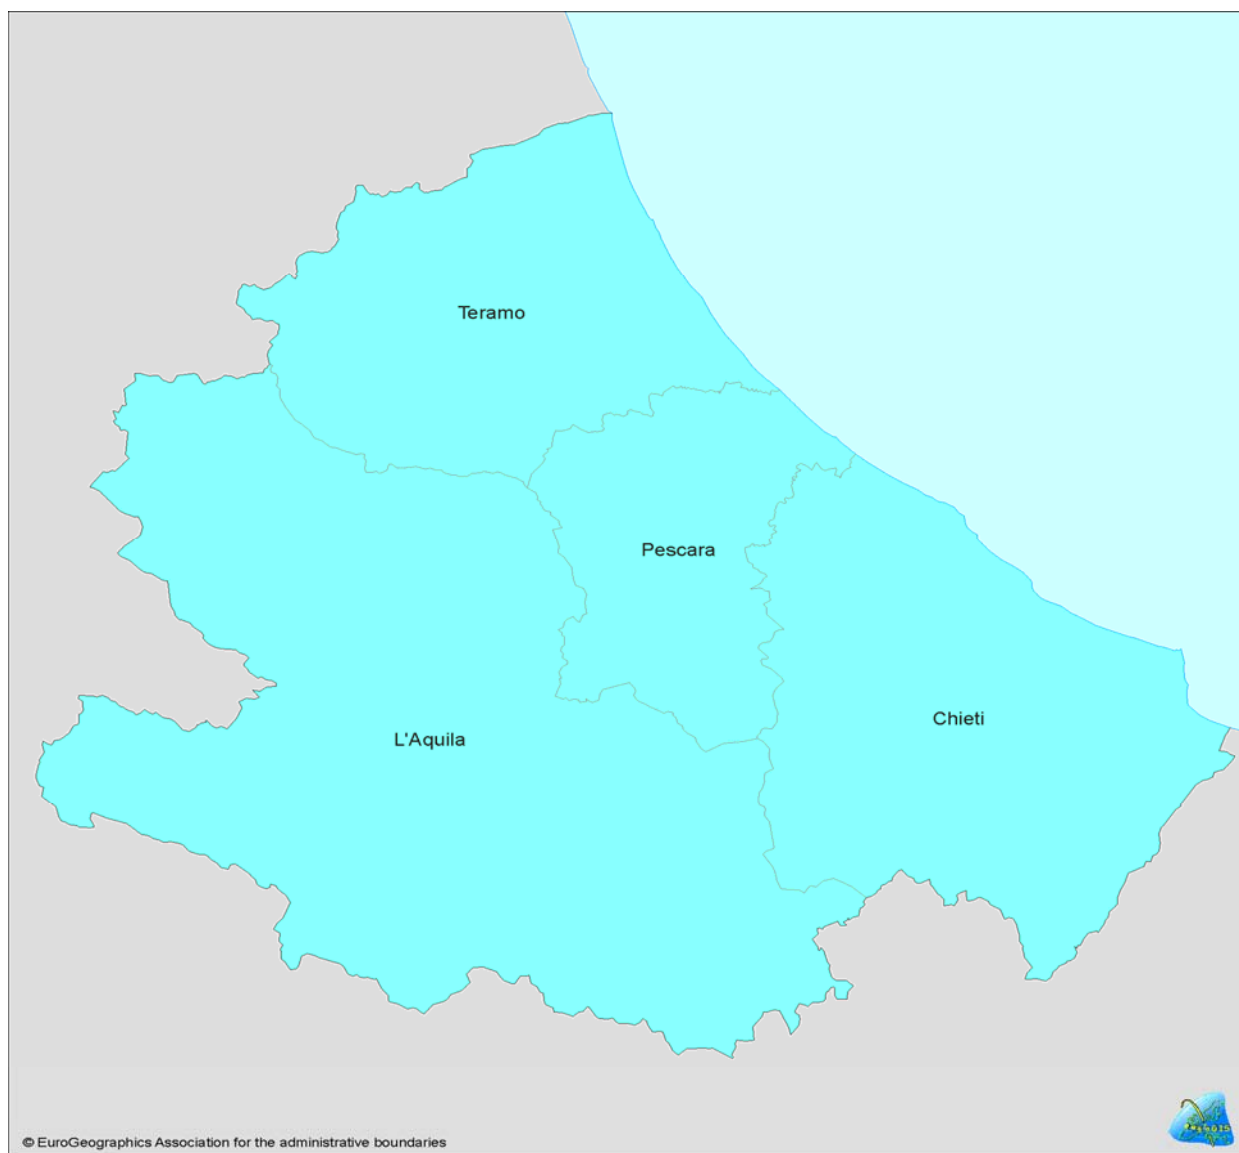 Teramo
Pescara
Chieti
L'Aquila
© EuroGeographics Association for the administrative boundaries